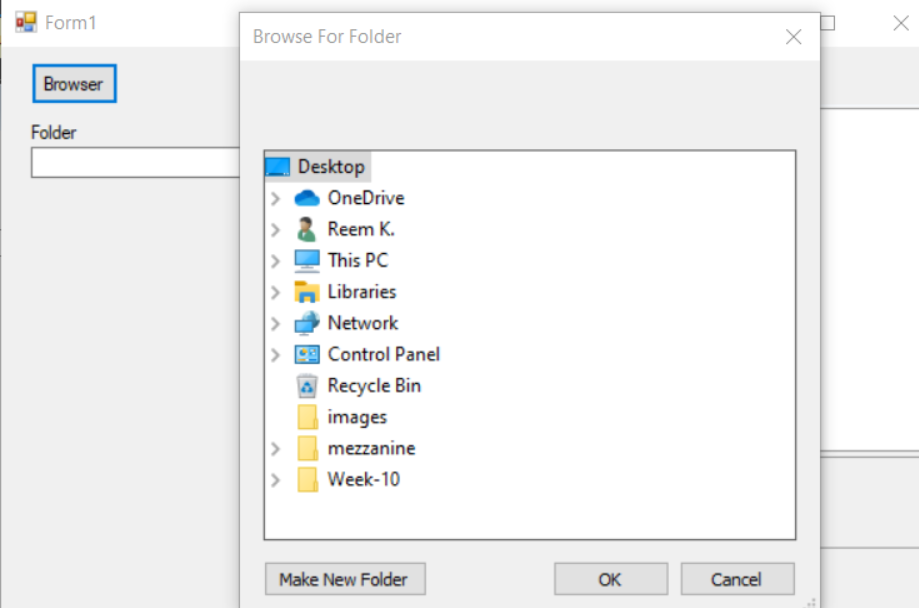 Form1
Browser
Folder
Browse For Folder
Desktop
OneDrive
Reem K.
This PC
Libraries
Network
Control Panel
Recycle Bin
images
mezzanine
Week-10
Make New Folder
OK
Cancel